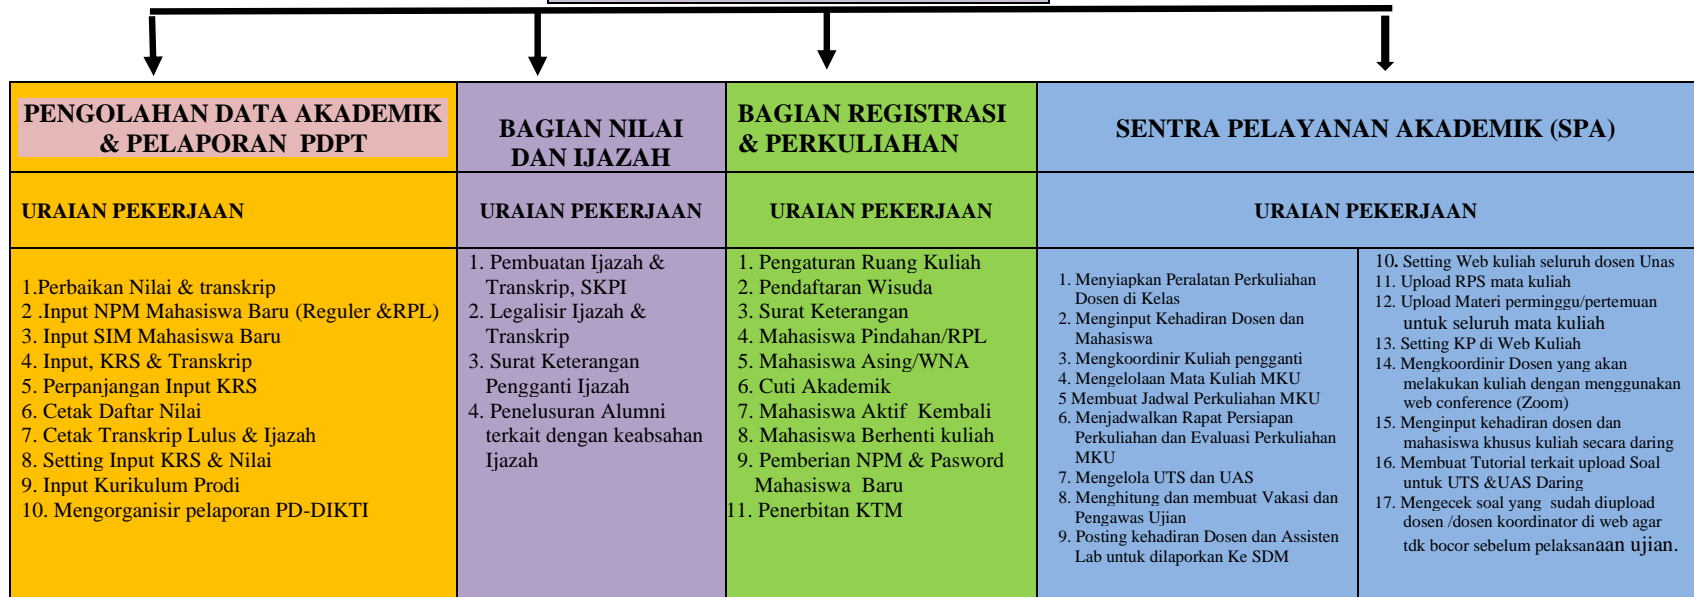 PENGOLAHAN DATA AKADEMIK
& PELAPORAN PDPT
BAGIAN NILAI
DAN IJAZAH
BAGIAN REGISTRASI
& PERKULIAHAN
SENTRA PELAYANAN AKADEMIK (SPA)
URAIAN PEKERJAAN
URAIAN PEKERJAAN
URAIAN PEKERJAAN
URAIAN PEKERJAAN
1.Perbaikan Nilai & transkrip
2 .Input NPM Mahasiswa Baru (Reguler &RPL)
3. Input SIM Mahasiswa Baru
4. Input, KRS & Transkrip
5. Perpanjangan Input KRS
6. Cetak Daftar Nilai
7. Cetak Transkrip Lulus & Ijazah
8. Setting Input KRS & Nilai
9. Input Kurikulum Prodi
10. Mengorganisir pelaporan PD-DIKTI
1. Pembuatan Ijazah &
Transkrip, SKPI
2. Legalisir Ijazah &
Transkrip
3. Surat Keterangan
Pengganti Ijazah
4. Penelusuran Alumni
terkait dengan keabsahan
Ijazah
1. Pengaturan Ruang Kuliah
2. Pendaftaran Wisuda
3. Surat Keterangan
4. Mahasiswa Pindahan/RPL
5. Mahasiswa Asing/WNA
6. Cuti Akademik
7. Mahasiswa Aktif Kembali
8. Mahasiswa Berhenti kuliah
9. Pemberian NPM & Pasword
Mahasiswa Baru
11. Penerbitan KTM
1. Menyiapkan Peralatan Perkuliahan
Dosen di Kelas
2. Menginput Kehadiran Dosen dan
Mahasiswa
3. Mengkoordinir Kuliah pengganti
4. Mengelolaan Mata Kuliah MKU
5 Membuat Jadwal Perkuliahan MKU
6. Menjadwalkan Rapat Persiapan
Perkuliahan dan Evaluasi Perkuliahan
MKU
7. Mengelola UTS dan UAS
8. Menghitung dan membuat Vakasi dan
Pengawas Ujian
9. Posting kehadiran Dosen dan Assisten
Lab untuk dilaporkan Ke SDM
10. Setting Web kuliah seluruh dosen Unas
11. Upload RPS mata kuliah
12. Upload Materi perminggu/pertemuan
untuk seluruh mata kuliah
13. Setting KP di Web Kuliah
14. Mengkoordinir Dosen yang akan
melakukan kuliah dengan menggunakan
web conference (Zoom)
15. Menginput kehadiran dosen dan
mahasiswa khusus kuliah secara daring
16. Membuat Tutorial terkait upload Soal
untuk UTS &UAS Daring
17. Mengecek soal yang sudah diupload
dosen /dosen koordinator di web agar
tdk bocor sebelum pelaksanaan ujian.